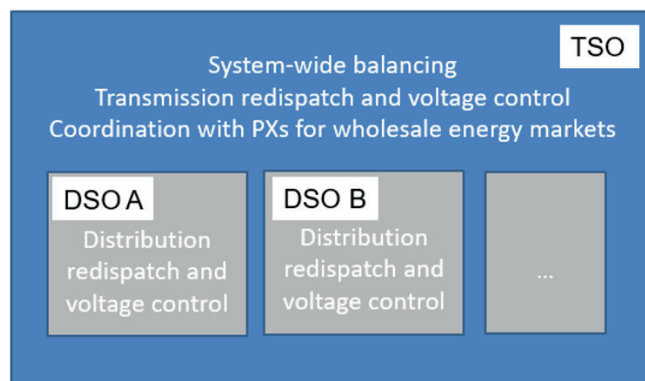 TSO
System-wide balancing
Transmission redispatch and voltage control
Coordination with PXs for wholesale energy markets
DSO A
Distribution
redispatch and
voltage control
DSO B
Distribution
redispatch and
voltage control
...